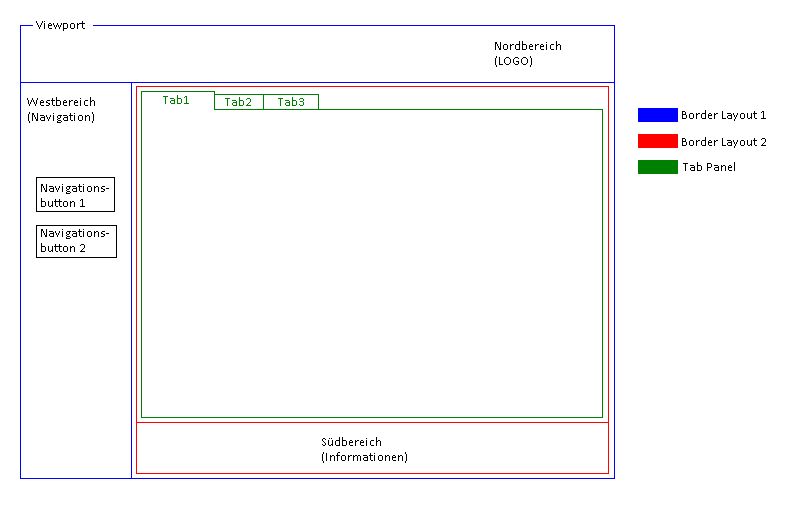 Viewport
Nordbereich
(LOGO)
Westbereich
(Navigation)
Tab1
Tab2
Tab3
Navigations-
button 1
Navigations-
button 2
Südbereich
(Informationen)
Border Layout 1
Border Layout 2
Tab Panel